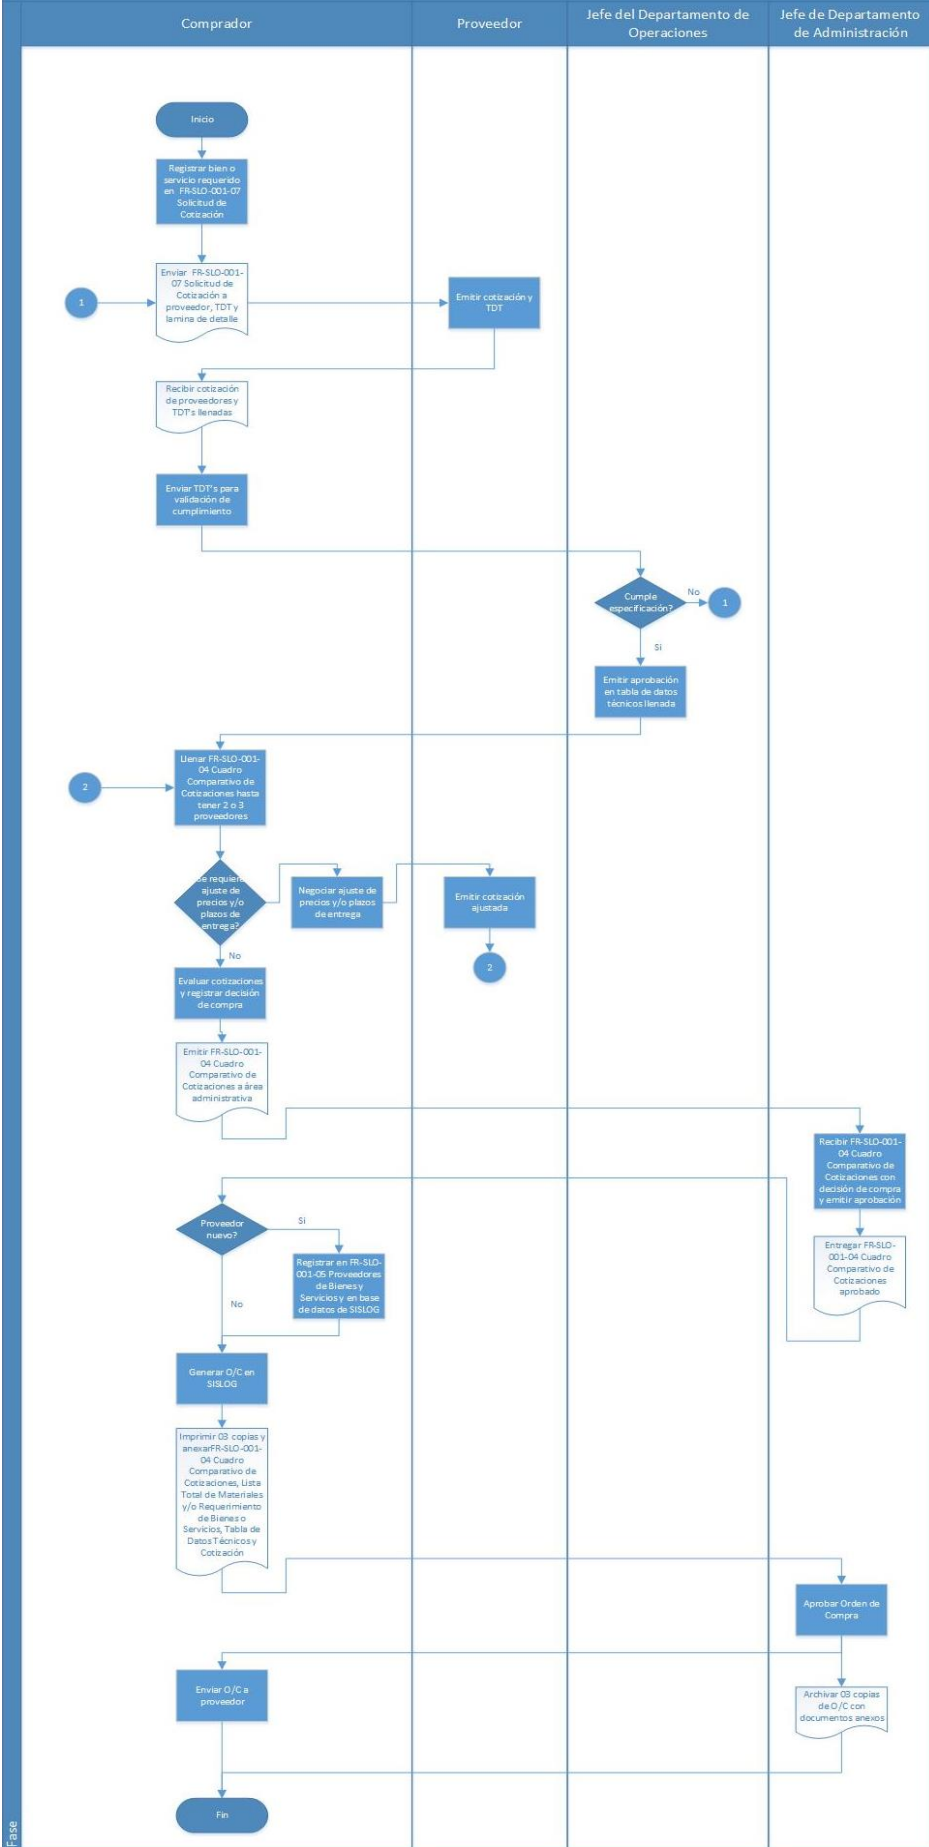 Comprador
Proveedor
Jefe del Departamento de
Operaciones
Jefe de Departamento
de Administración
Inicio
Registrar bien o
servicio requerido
en FR-SLO-001-07
Solicitud de
Cotización
1
Enviar FR-SLO-001-
07 Solicitud de
Cotización a
proveedor, TDT y
lamina de detalle
Emitir cotización y
TDT
Recibir cotización
de proveedores y
TDT's llenadas
Enviar TDT's para
validación de
cumplimiento
Cumple
especificación?
No
1
Si
Emitir aprobación
en tabla de datos
técnicos llenada
2
Llenar FR-SLO-001-
04 Cuadro
Comparativo de
Cotizaciones hasta
tener 2 o 3
proveedores
Se requiere
ajuste de
precios y/o
plazos de
entrega?
Negociar ajuste de
precios y/o plazos
de entrega
Emitir cotización
ajustada
2
No
Evaluar cotizaciones
y registrar decisión
de compra
Emitir FR-SLO-001-
04 Cuadro
Comparativo de
Cotizaciones a área
administrativa
Recibir FR-SLO-001-
04 Cuadro
Comparativo de
Cotizaciones con
decisión de compra
y emitir aprobación
Entregar FR-SLO-
001-04 Cuadro
Comparativo de
Cotizaciones
aprobado
Proveedor
nuevo?
Si
Registrar en FR-SLO-
001-05 Proveedores
de Bienes y
Servicios y en base
de datos de SISLOG
No
Generar O/C en
SISLOG
Imprimir 03 copias y
anexarFR-SLO-001-
04 Cuadro
Comparativo de
Cotizaciones, Lista
Total de Materiales
y/o Requerimiento
de Bienes o
Servicios, Tabla de
Datos Técnicos y
Cotización
Aprobar Orden de
Compra
Enviar O/C a
proveedor
Archivar 03 copias
de O/C con
documentos anexos
Fin
Fase